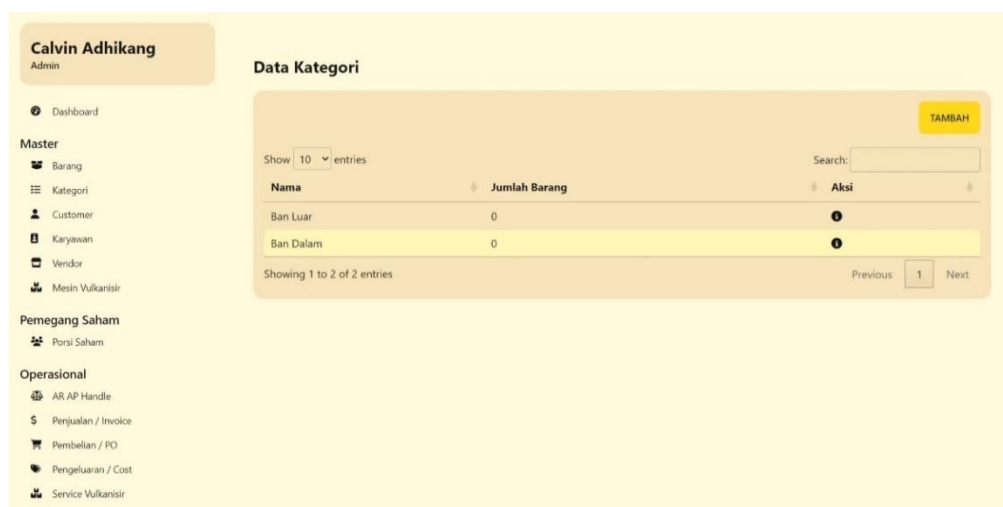 Calvin Adhikang
Admin
Dashboard
Master
Barang
Kategori
Customer
Karyawan
Vendor
Mesin Vulkanisir
Pemegang Saham
Porsi Saham
Operasional
AR AP Handle
Penjualan / Invoice
Pembelian / PO
Pengeluaran / Cost
Service Vulkanisir
Data Kategori
TAMBAH
Show 10 entries Search:
Nama Jumlah Barang Aksi
Ban Luar 0
Ban Dalam 0
Showing 1 to 2 of 2 entries Previous 1 Next